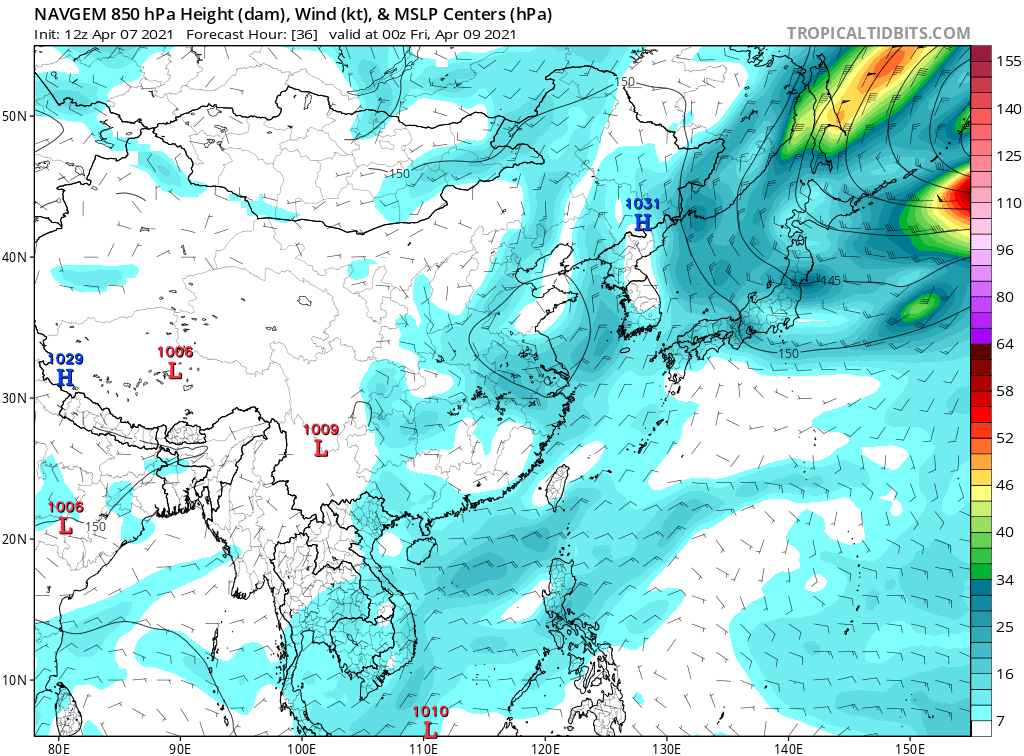 NAVGEM 850 hPa Height (dam), Wind (kt), & MSLP Centers (hPa)
Init: 12z Apr 07 2021 Forecast Hour: [36] valid at 00z Fri, Apr 09 2021
TROPICALTIDBITS.COM
155
50
50N
140
150
125
1031
H
110
96
40N
145
80
150
64
1029
H
1006
L
58
30N
1009
L
52
46
1006
L
150
40
20N
34
25
16
10N
1010
L
7
80E
90E
100E
110E
120E
130E
140E
150E